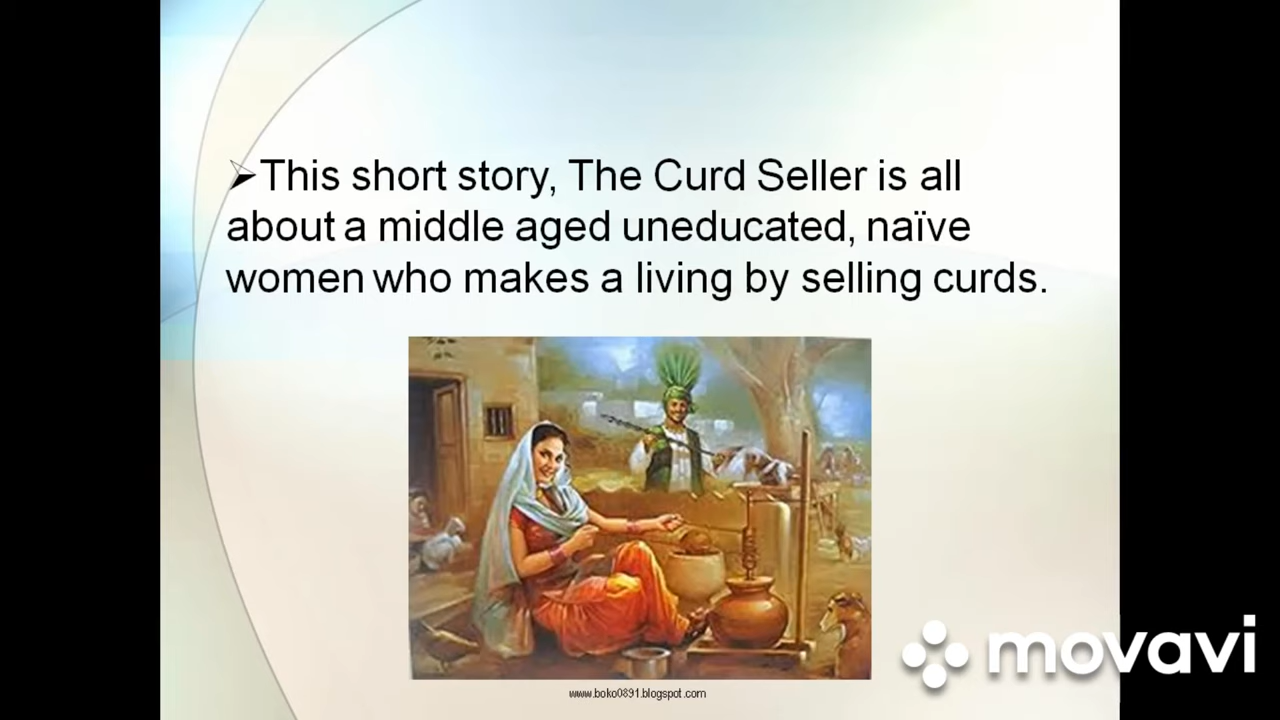 ➢This short story, The Curd Seller is all
about a middle aged uneducated, naïve
women who makes a living by selling curds.
www.boko0891.blogspot.com
movavi